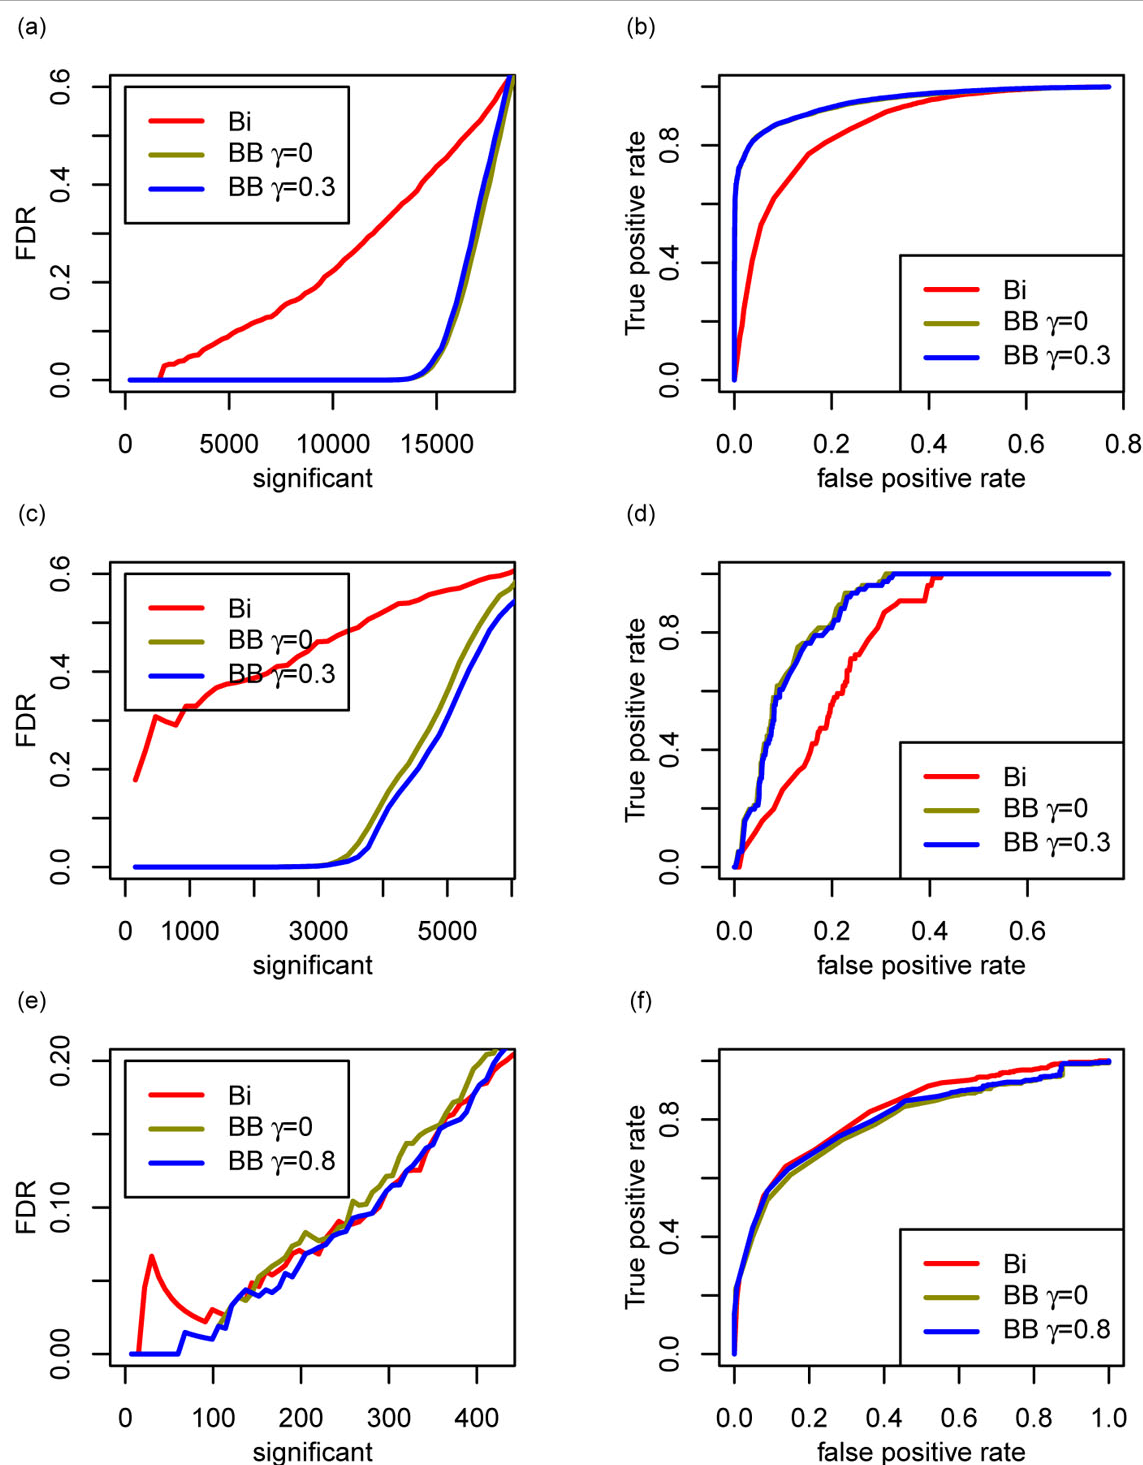 (a)
FDR
0.0 0.2 0.4 0.6
Bi
BB γ=0
BB γ=0.3
0 5000 10000 15000
significant
(b)
True positive rate
0.0 0.4 0.8
Bi
BB γ=0
BB γ=0.3
0.0 0.2 0.4 0.6 0.8
false positive rate
(c)
FDR
0.0 0.2 0.4 0.6
Bi
BB γ=0
BB γ=0.3
0 1000 3000 5000
significant
(d)
True positive rate
0.0 0.4 0.8
Bi
BB γ=0
BB γ=0.3
0.0 0.2 0.4 0.6
false positive rate
(e)
FDR
0.00 0.10 0.20
Bi
BB γ=0
BB γ=0.8
0 100 200 300 400
significant
(f)
True positive rate
0.0 0.4 0.8
Bi
BB γ=0
BB γ=0.8
0.0 0.2 0.4 0.6 0.8 1.0
false positive rate